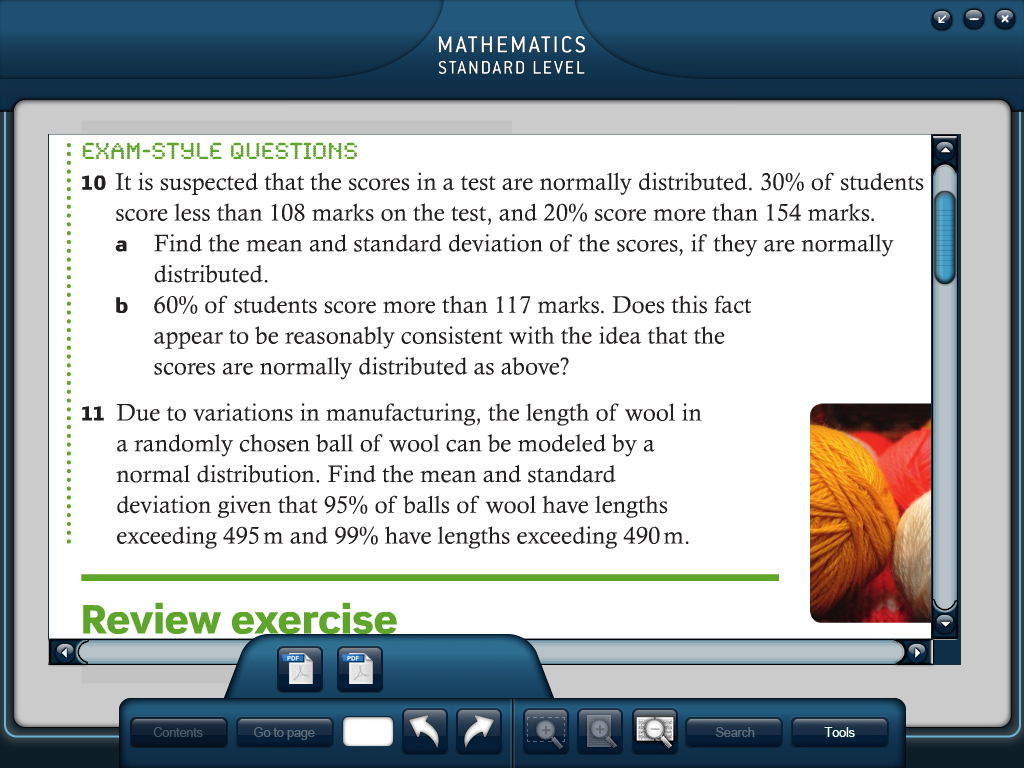 MATHEMATICS
STANDARD LEVEL
EXAM-STYLE QUESTIONS
10 It is suspected that the scores in a test are normally distributed. 30% of students
score less than 108 marks on the test, and 20% score more than 154 marks.
a Find the mean and standard deviation of the scores, if they are normally
distributed.
b 60% of students score more than 117 marks. Does this fact
appear to be reasonably consistent with the idea that the
scores are normally distributed as above?
11 Due to variations in manufacturing, the length of wool in
a randomly chosen ball of wool can be modeled by a
normal distribution. Find the mean and standard
deviation given that 95% of balls of wool have lengths
exceeding 495 m and 99% have lengths exceeding 490 m.
Review exercise
PDF PDF
Contents Go to page Search Tools